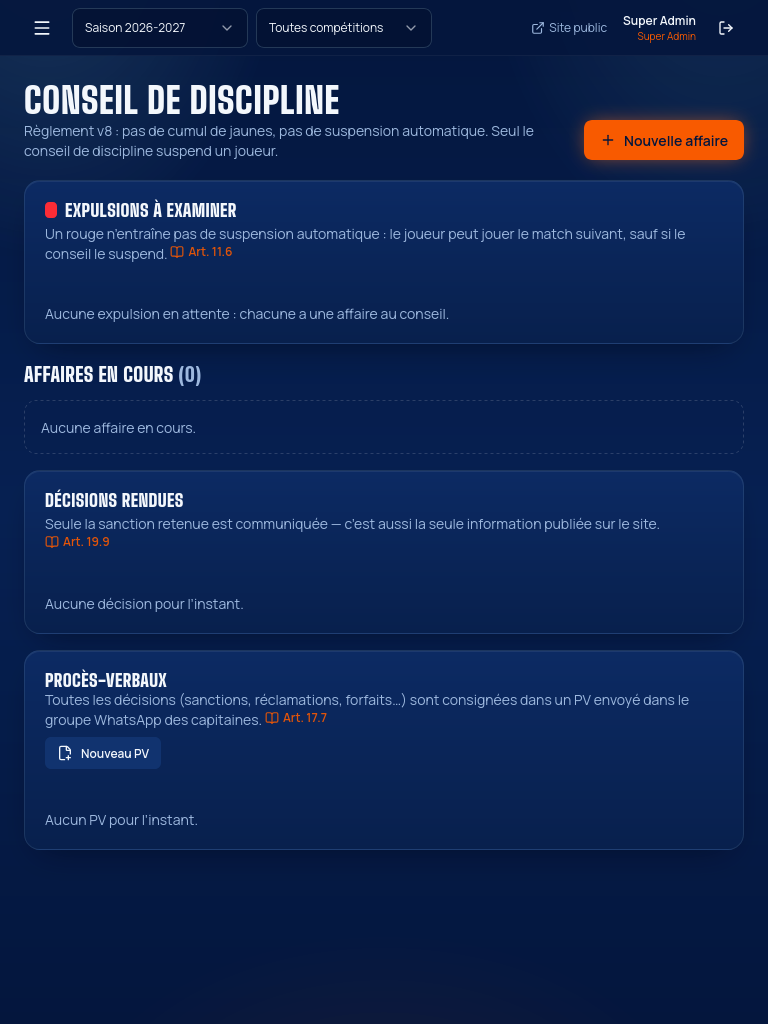 Saison 2026-2027
Toutes compétitions
Site public
Super Admin
Super Admin
CONSEIL DE DISCIPLINE
Règlement v8 : pas de cumul de jaunes, pas de suspension automatique. Seul le
conseil de discipline suspend un joueur.
Nouvelle affaire
EXPULSIONS À EXAMINER
Un rouge n'entraîne pas de suspension automatique : le joueur peut jouer le match suivant, sauf si le
conseil le suspend. Art. 11.6
Aucune expulsion en attente : chacune a une affaire au conseil.
AFFAIRES EN COURS (0)
Aucune affaire en cours.
DÉCISIONS RENDUES
Seule la sanction retenue est communiquée — c'est aussi la seule information publiée sur le site.
Art. 19.9
Aucune décision pour l'instant.
PROCÈS-VERBAUX
Toutes les décisions (sanctions, réclamations, forfaits…) sont consignées dans un PV envoyé dans le
groupe WhatsApp des capitaines. Art. 17.7
Nouveau PV
Aucun PV pour l'instant.